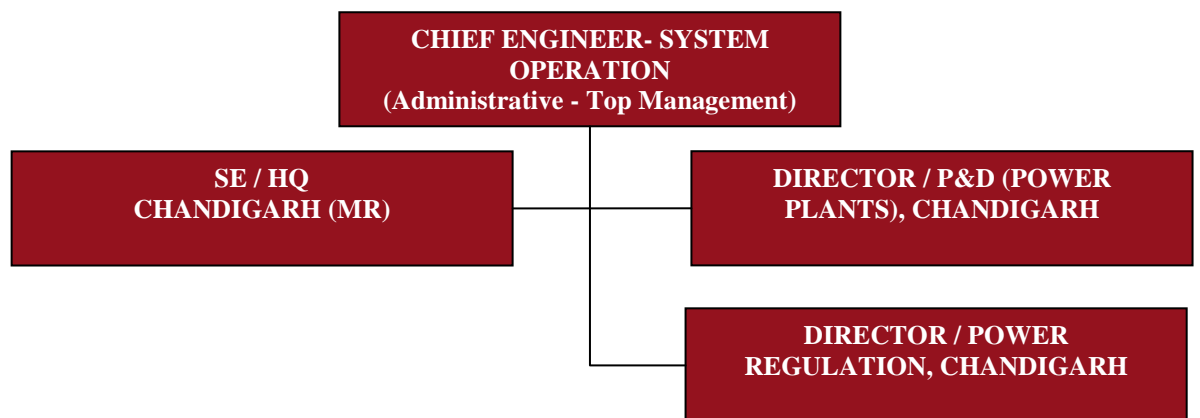 CHIEF ENGINEER- SYSTEM
OPERATION
(Administrative - Top Management)
SE / HQ
CHANDIGARH (MR)
DIRECTOR / P&D (POWER
PLANTS), CHANDIGARH
DIRECTOR / POWER
REGULATION, CHANDIGARH